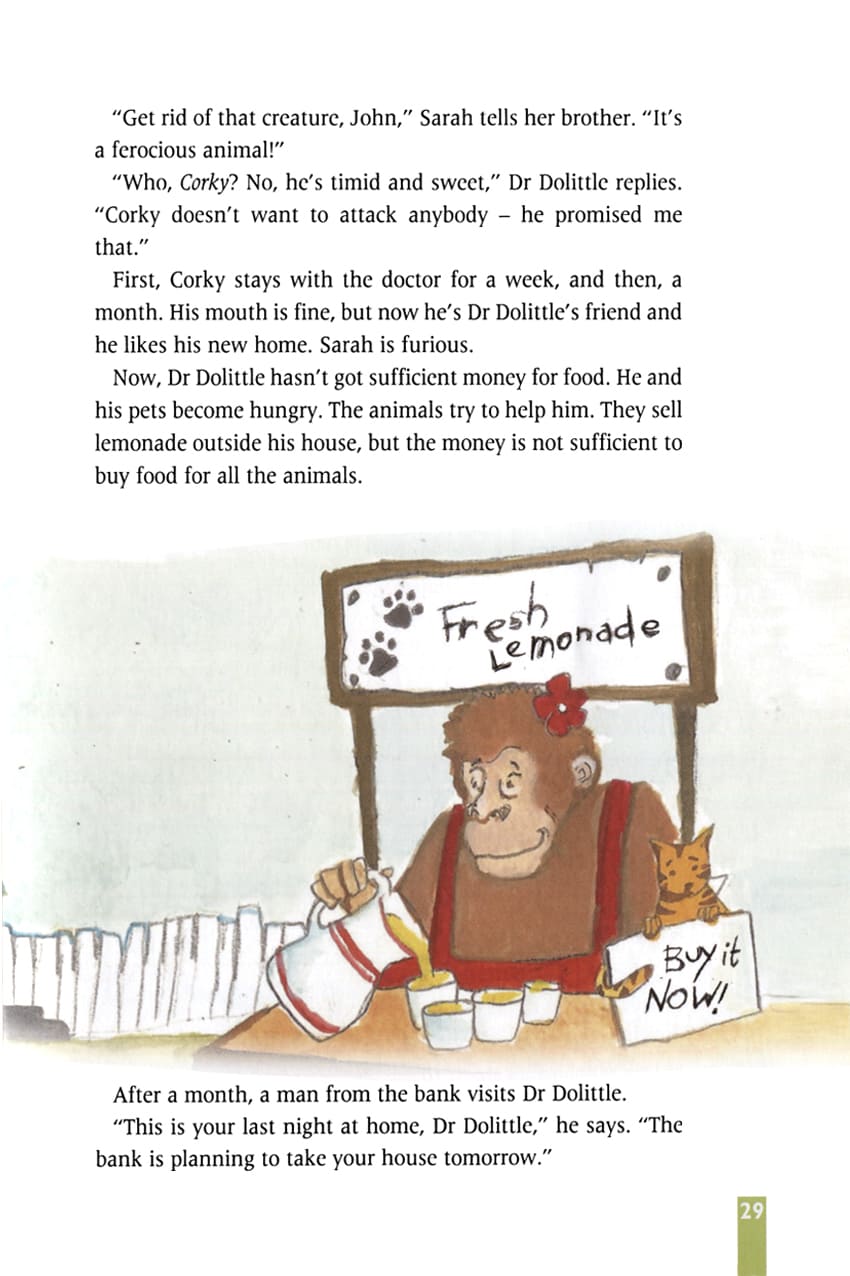 “Get rid of that creature, John,” Sarah tells her brother. “It’s
a ferocious animal!”
“Who, Corky? No, he’s timid and sweet,” Dr Dolittle replies.
“Corky doesn’t want to attack anybody – he promised me
that.”
First, Corky stays with the doctor for a week, and then, a
month. His mouth is fine, but now he’s Dr Dolittle’s friend and
he likes his new home. Sarah is furious.
Now, Dr Dolittle hasn’t got sufficient money for food. He and
his pets become hungry. The animals try to help him. They sell
lemonade outside his house, but the money is not sufficient to
buy food for all the animals.
Fresh
Lemonade
Buy it
NOW!
After a month, a man from the bank visits Dr Dolittle.
“This is your last night at home, Dr Dolittle,” he says. “The
bank is planning to take your house tomorrow.”
29